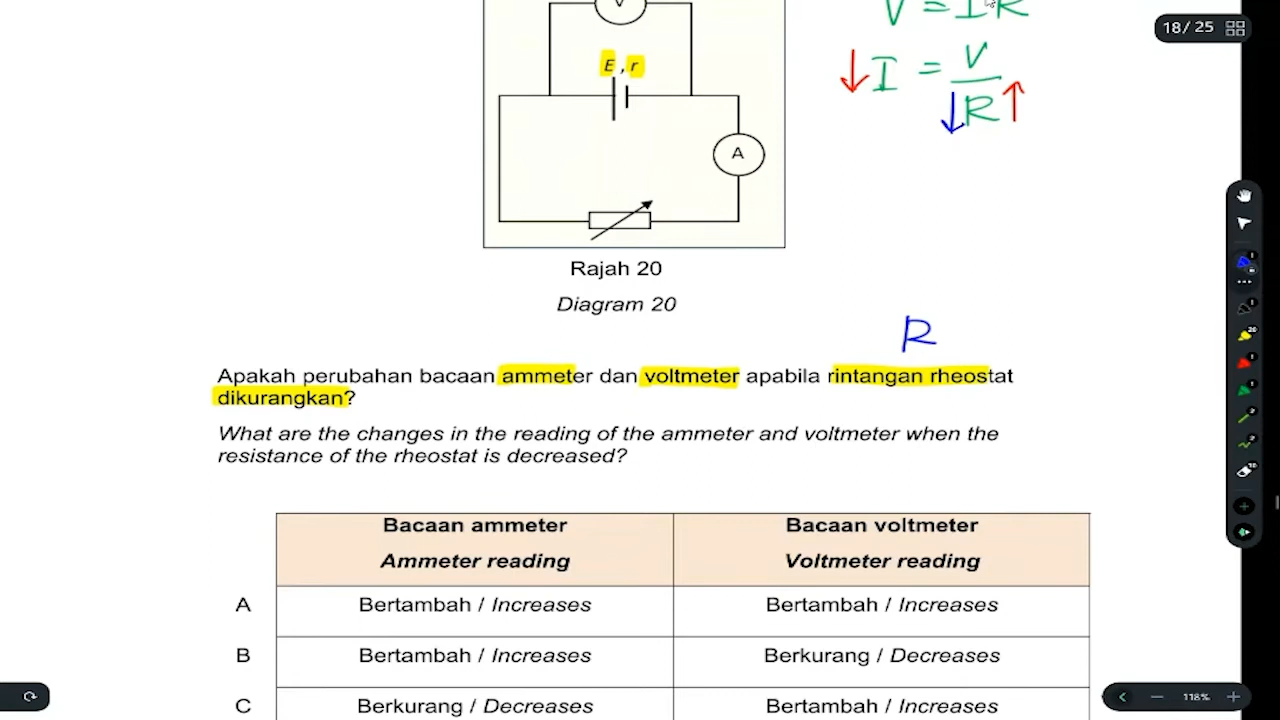 V
V = IR
18 / 25
E , r
↓ I = V
↓ R ↑
A
Rajah 20
Diagram 20
R
Apakah perubahan bacaan ammeter dan voltmeter apabila rintangan rheostat
dikurangkan?
What are the changes in the reading of the ammeter and voltmeter when the
resistance of the rheostat is decreased?
Bacaan ammeter Bacaan voltmeter
Ammeter reading Voltmeter reading
A Bertambah / Increases Bertambah / Increases
B Bertambah / Increases Berkurang / Decreases
C Berkurang / Decreases Bertambah / Increases
118%